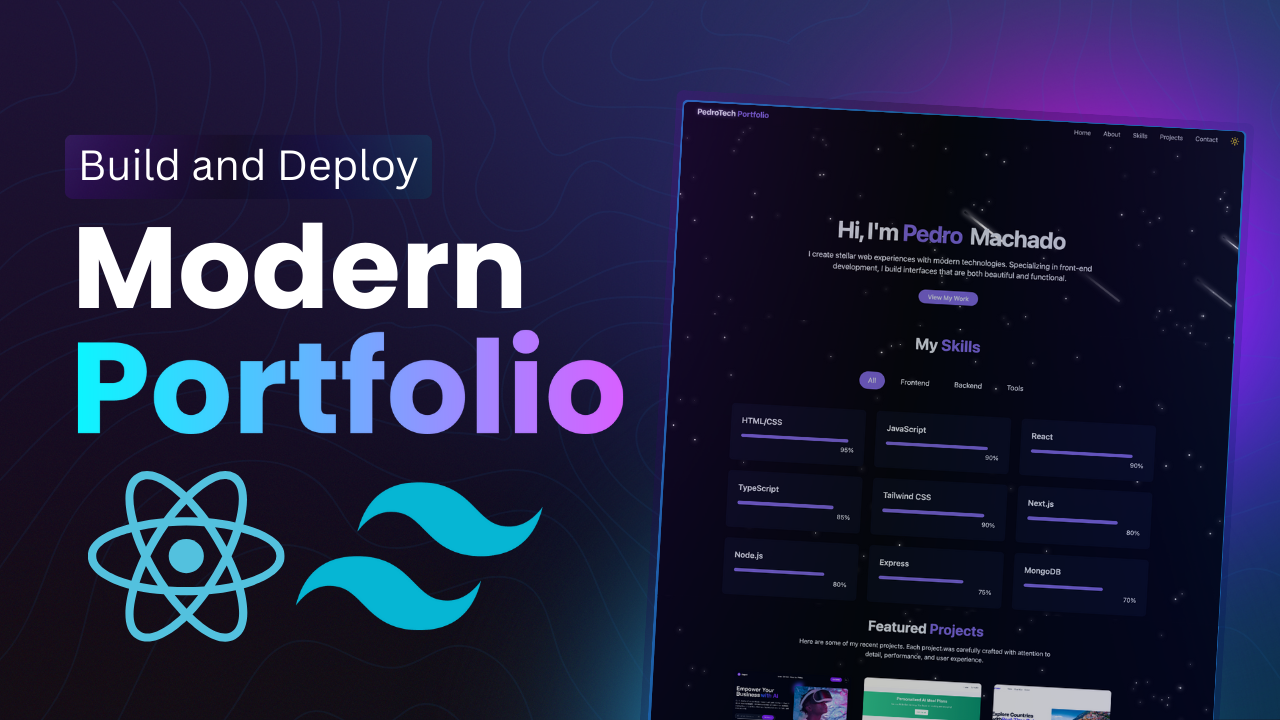 Build and Deploy
Modern
Portfolio
PedroTech Portfolio
Home About Skills Projects Contact
Hi, I'm Pedro Machado
I create stellar web experiences with modern technologies. Specializing in front-end
development, I build interfaces that are both beautiful and functional.
View My Work
My Skills
All Frontend Backend Tools
HTML/CSS
95%
JavaScript
90%
React
90%
TypeScript
85%
Tailwind CSS
90%
Next.js
80%
Node.js
80%
Express
75%
MongoDB
70%
Featured Projects
Here are some of my recent projects. Each project was carefully crafted with attention to
detail, performance, and user experience.
Empower Your
Business with AI
Personalized AI Meal Plans
Explore Countries